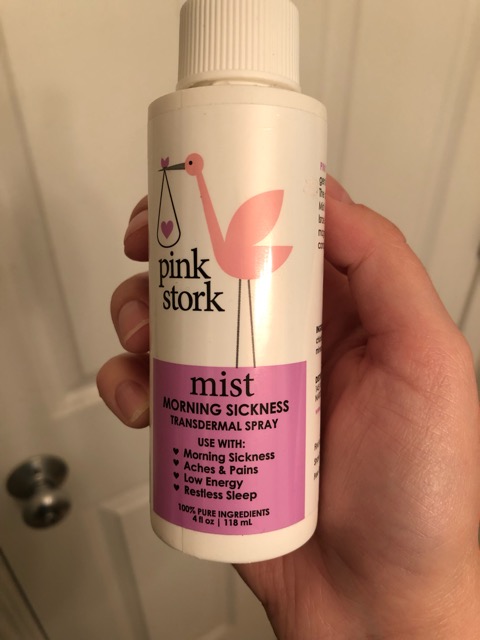 pink
stork
mist
MORNING SICKNESS
TRANSDERMAL SPRAY
USE WITH:
Morning Sickness
Aches & Pains
Low Energy
Restless Sleep
100% PURE INGREDIENTS
4 fl oz | 118 mL